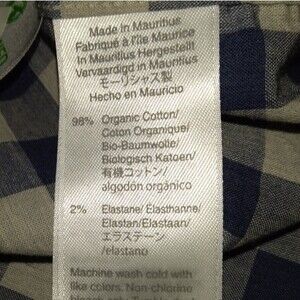 Made in Mauritius
Fabriqué à l'île Maurice
In Mauritius Hergestellt
Vervaardigd in Mauritius
モーリシャス製
Hecho en Mauricio
98% Organic Cotton/
Coton Organique/
Bio-Baumwolle/
Biologisch Katoen/
有機コットン/
algodón orgánico
2% Elastane/Élasthanne/
Elastan/Elastaan/
エラステーン
/elastano
Machine wash cold with
like colors. Non-chlorine